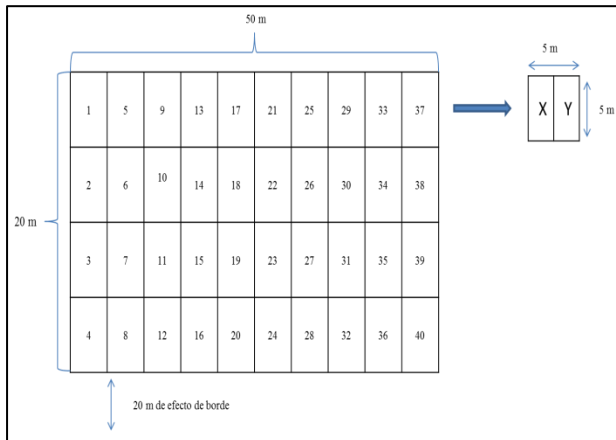 50 m
5 m
1 5 9 13 17 21 25 29 33 37
X Y
5 m
2 6 10 14 18 22 26 30 34 38
20 m
3 7 11 15 19 23 27 31 35 39
4 8 12 16 20 24 28 32 36 40
20 m de efecto de borde